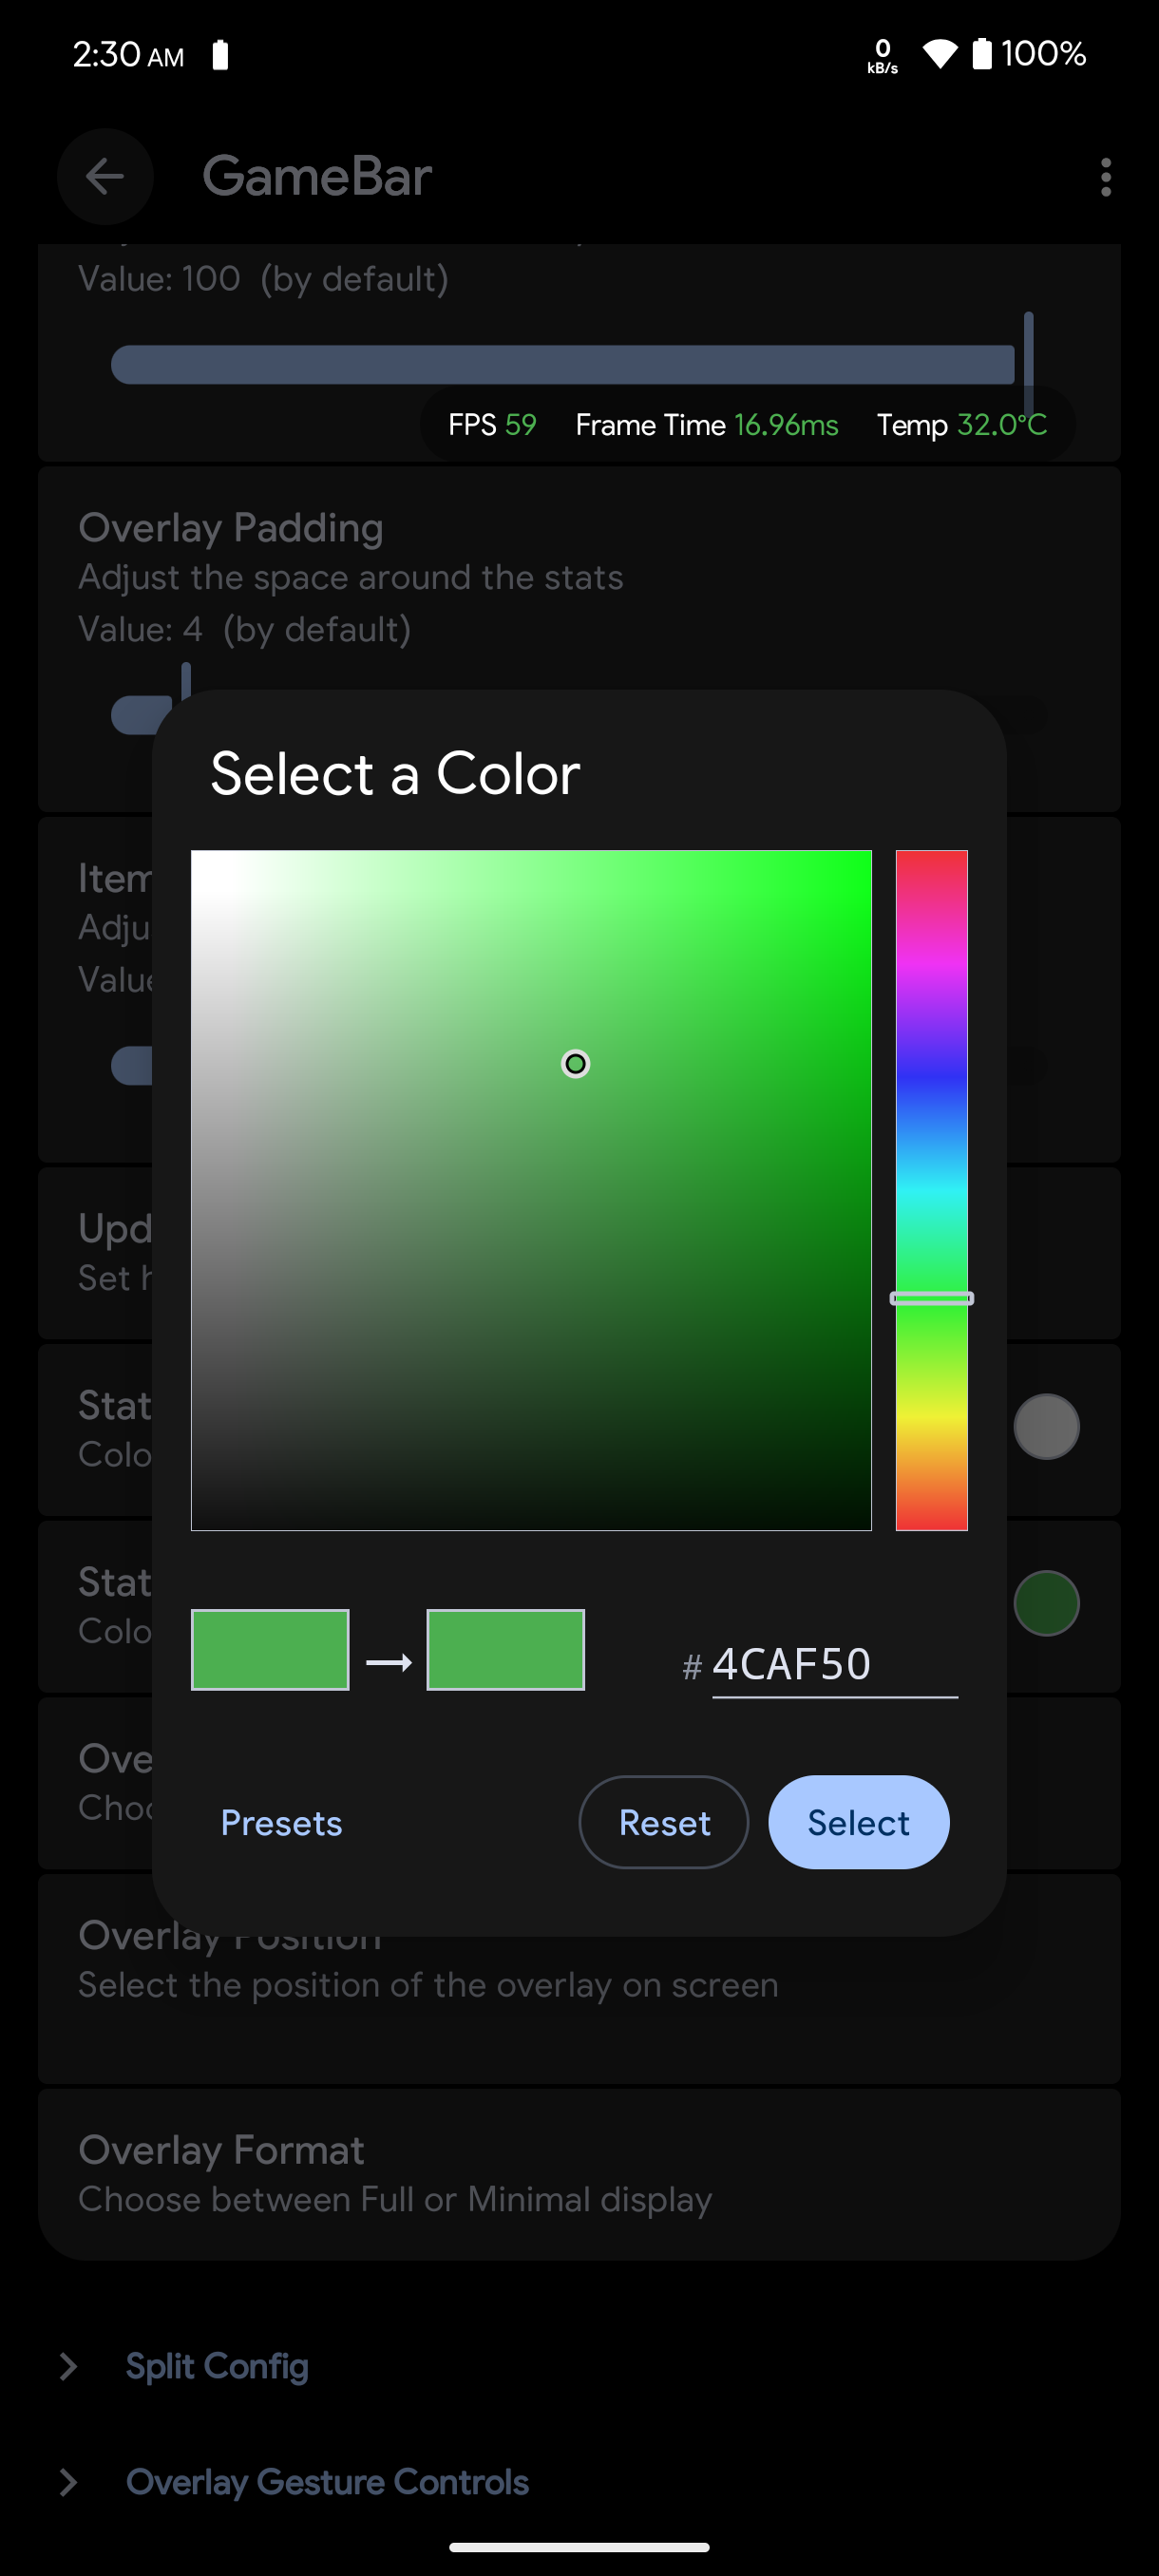 2:30 AM
0
kB/s
100%
GameBar
Value: 100 (by default)
FPS 59 Frame Time 16.96ms Temp 32.0°C
Overlay Padding
Adjust the space around the stats
Value: 4 (by default)
Select a Color
Item
Adju
Value
Upd
Set h
Stat
Colo
Stat
Colo
# 4CAF50
Ove
Choo
Presets
Reset
Select
Overlay Position
Select the position of the overlay on screen
Overlay Format
Choose between Full or Minimal display
Split Config
Overlay Gesture Controls